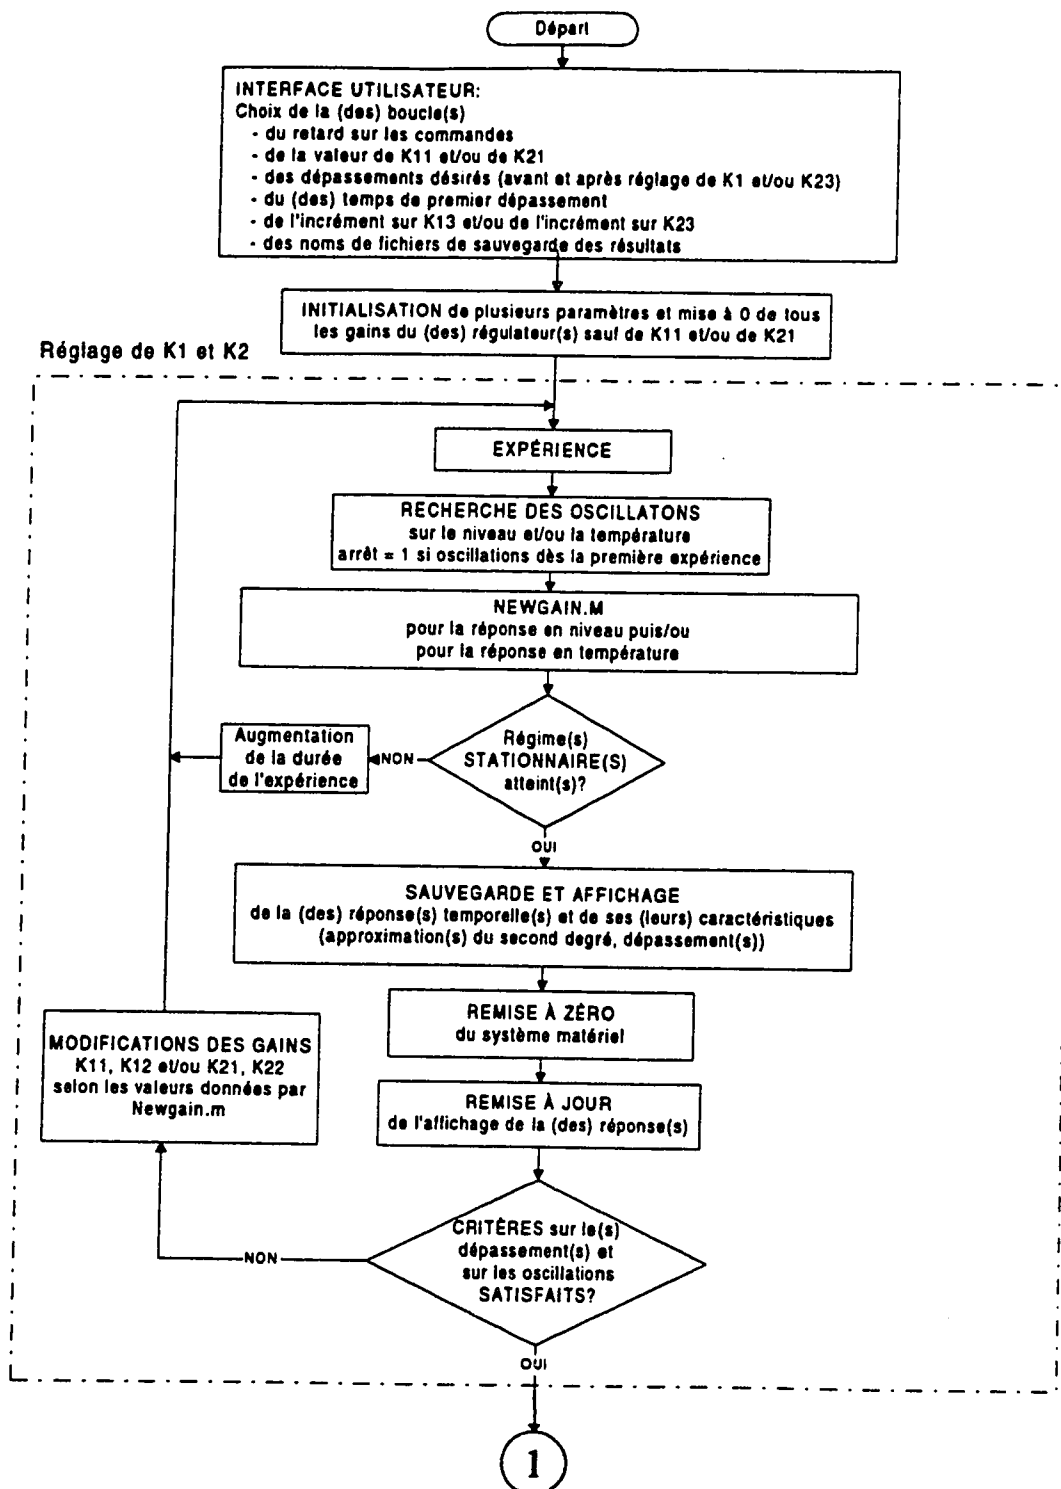 Départ
INTERFACE UTILISATEUR:
Choix de la (des) boucle(s)
- du retard sur les commandes
- de la valeur de K11 et/ou de K21
- des dépassements désirés (avant et après réglage de K1 et/ou K23)
- du (des) temps de premier dépassement
- de l'incrément sur K13 et/ou de l'incrément sur K23
- des noms de fichiers de sauvegarde des résultats
INITIALISATION de plusieurs paramètres et mise à 0 de tous
les gains du (des) régulateur(s) sauf de K11 et/ou de K21
Réglage de K1 et K2
EXPÉRIENCE
RECHERCHE DES OSCILLATONS
sur le niveau et/ou la température
arrêt = 1 si oscillations dès la première expérience
NEWGAIN.M
pour la réponse en niveau puis/ou
pour la réponse en température
Régime(s)
STATIONNAIRE(S)
atteint(s)?
NON
Augmentation
de la durée
de l'expérience
OUI
SAUVEGARDE ET AFFICHAGE
de la (des) réponse(s) temporelle(s) et de ses (leurs) caractéristiques
(approximation(s) du second degré, dépassement(s))
REMISE À ZÉRO
du système matériel
MODIFICATIONS DES GAINS
K11, K12 et/ou K21, K22
selon les valeurs données par
Newgain.m
REMISE À JOUR
de l'affichage de la (des) réponse(s)
CRITÈRES sur le(s)
dépassement(s) et
sur les oscillations
SATISFAITS?
NON
OUI
1